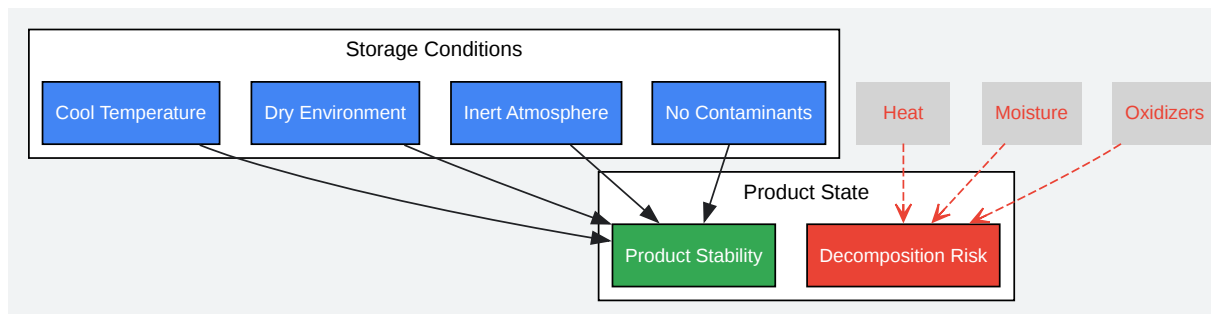 Storage Conditions
Cool Temperature
Dry Environment
Inert Atmosphere
No Contaminants
Heat
Moisture
Oxidizers
Product State
Product Stability
Decomposition Risk